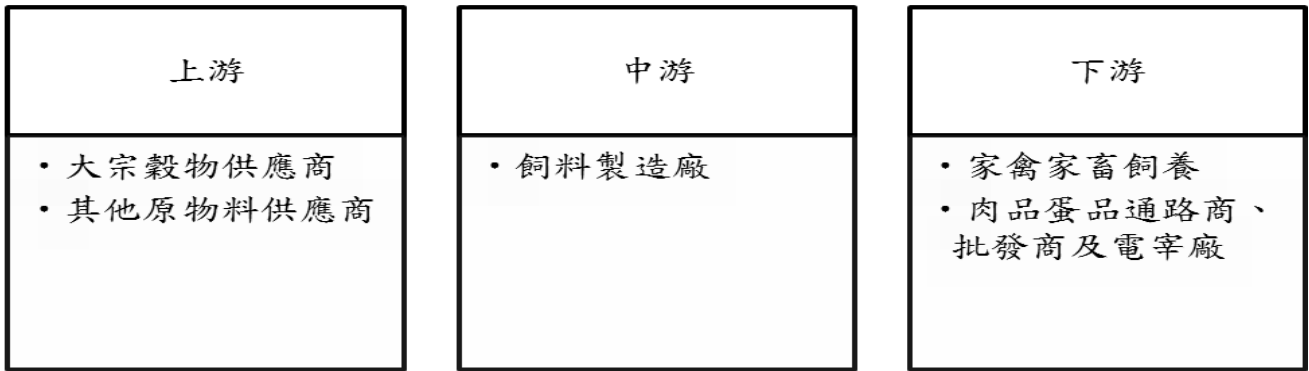 上游
・大宗穀物供應商
・其他原物料供應商
中游
・飼料製造廠
下游
・家禽家畜飼養
・肉品蛋品通路商、
批發商及電宰廠